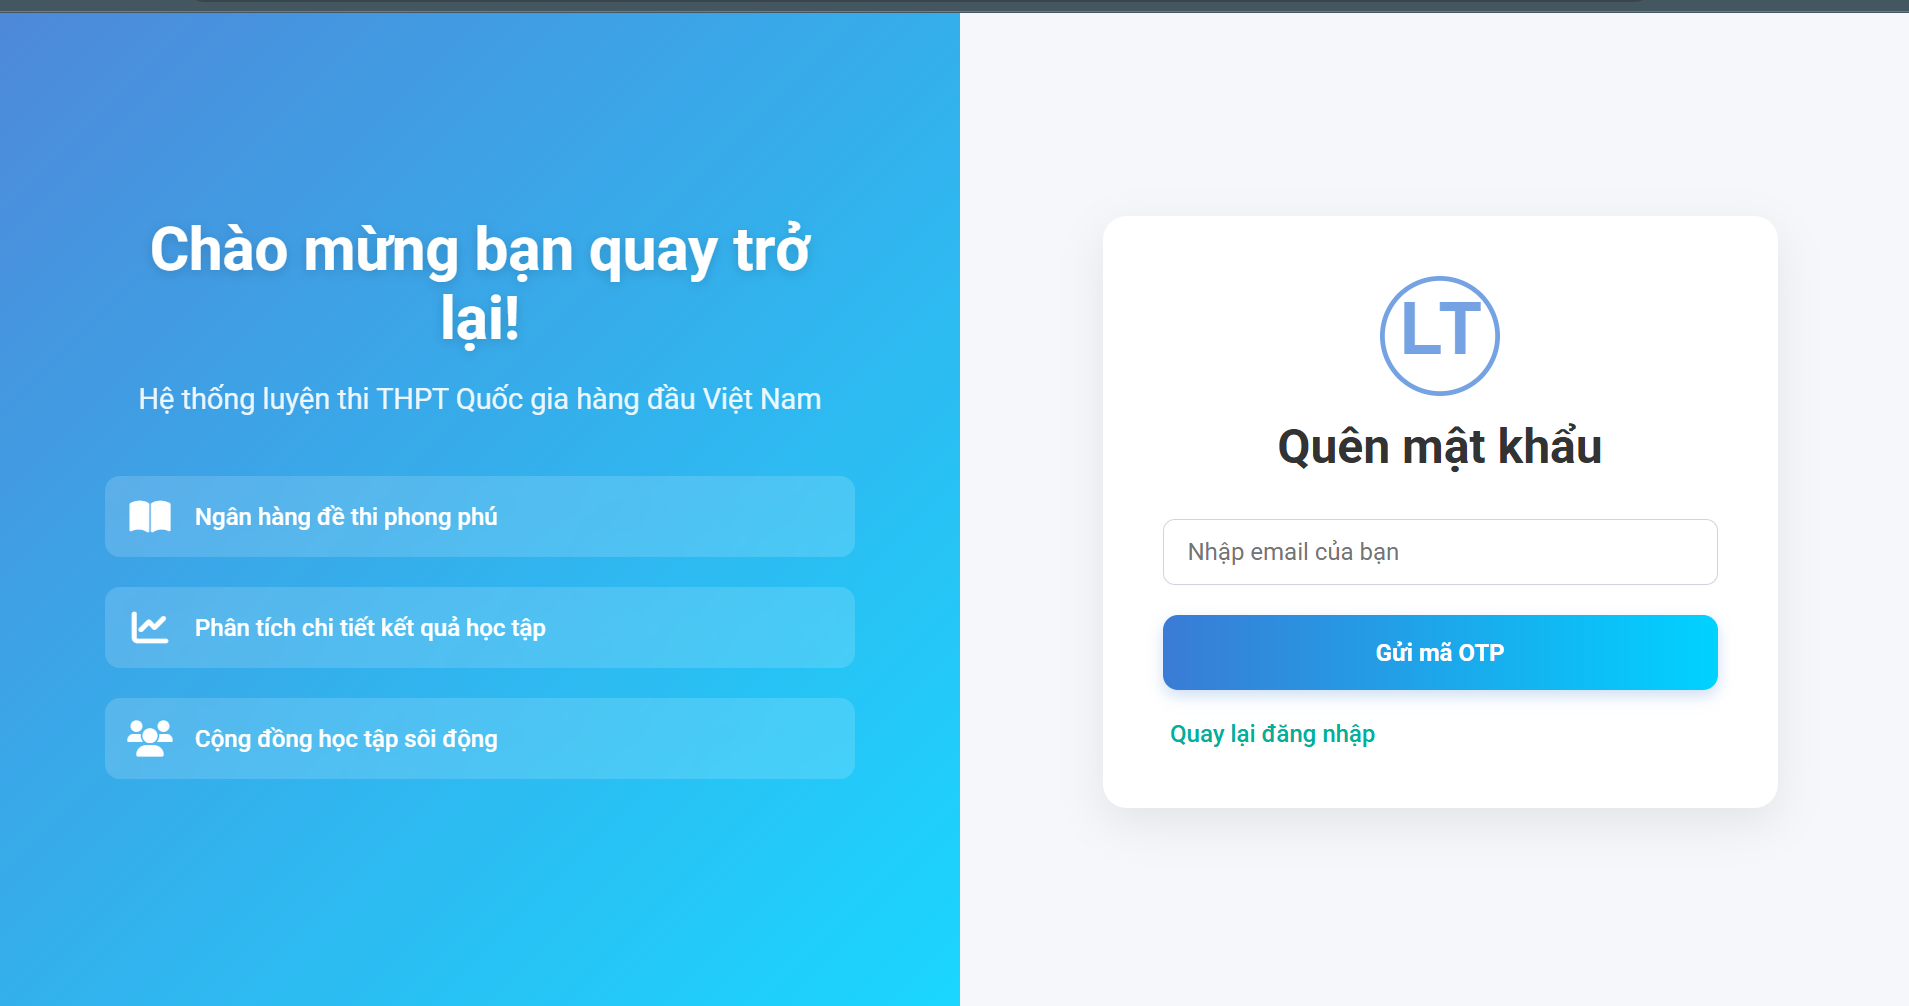 Chào mừng bạn quay trở
lại!
Hệ thống luyện thi THPT Quốc gia hàng đầu Việt Nam
Ngân hàng đề thi phong phú
Phân tích chi tiết kết quả học tập
Cộng đồng học tập sôi động
LT
Quên mật khẩu
Nhập email của bạn
Gửi mã OTP
Quay lại đăng nhập